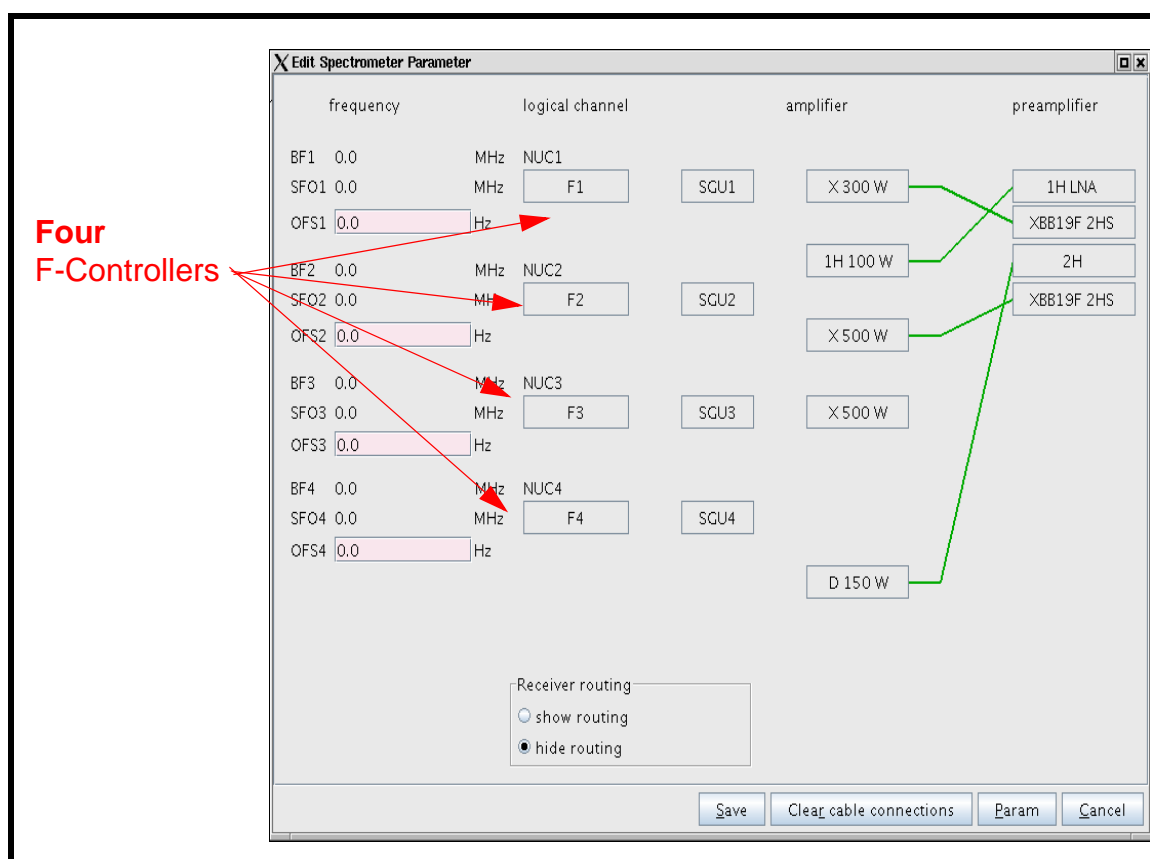 Edit Spectrometer Parameter
frequency logical channel amplifier preamplifier
BF1 0.0 MHz NUC1
SFO1 0.0 MHz F1 SGU1 X 300 W 1H LNA
OFS1 0.0 Hz XBB19F 2HS
Four
F-Controllers
1H 100 W 2H
BF2 0.0 MHz NUC2
SFO2 0.0 MHz F2 SGU2 XBB19F 2HS
OFS2 0.0 Hz X 500 W
BF3 0.0 MHz NUC3
SFO3 0.0 MHz F3 SGU3 X 500 W
OFS3 0.0 Hz
BF4 0.0 MHz NUC4
SFO4 0.0 MHz F4 SGU4
OFS4 0.0 Hz
D 150 W
Receiver routing
show routing
hide routing
Save Clear cable connections Param Cancel